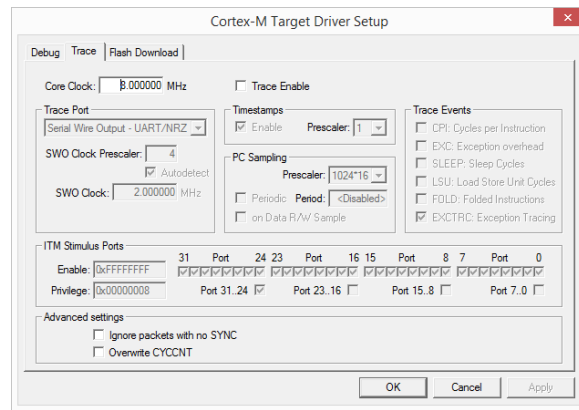 Cortex-M Target Driver Setup
Debug Trace Flash Download
Core Clock: 8.000000 MHz Trace Enable
Trace Port Timestamps Trace Events
Serial Wire Output - UART/NRZ Enable Prescaler: 1 CPI: Cycles per Instruction
EXC: Exception overhead
SWO Clock Prescaler: 4 PC Sampling SLEEP: Sleep Cycles
Autodetect Prescaler: 1024*16 LSU: Load Store Unit Cycles
SWO Clock: 2.000000 MHz Periodic Period: <Disabled> FOLD: Folded Instructions
on Data R/W Sample EXCTRC: Exception Tracing
ITM Stimulus Ports
31 Port 24 23 Port 16 15 Port 8 7 Port 0
Enable: 0xFFFFFFFF
Privilege: 0x00000008 Port 31..24 Port 23..16 Port 15..8 Port 7..0
Advanced settings
Ignore packets with no SYNC
Overwrite CYCCNT
OK Cancel Apply